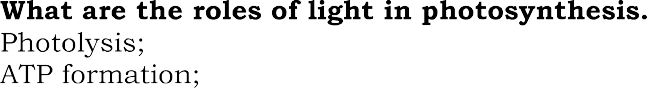 What are the roles of light in photosynthesis.
Photolysis;
ATP formation;